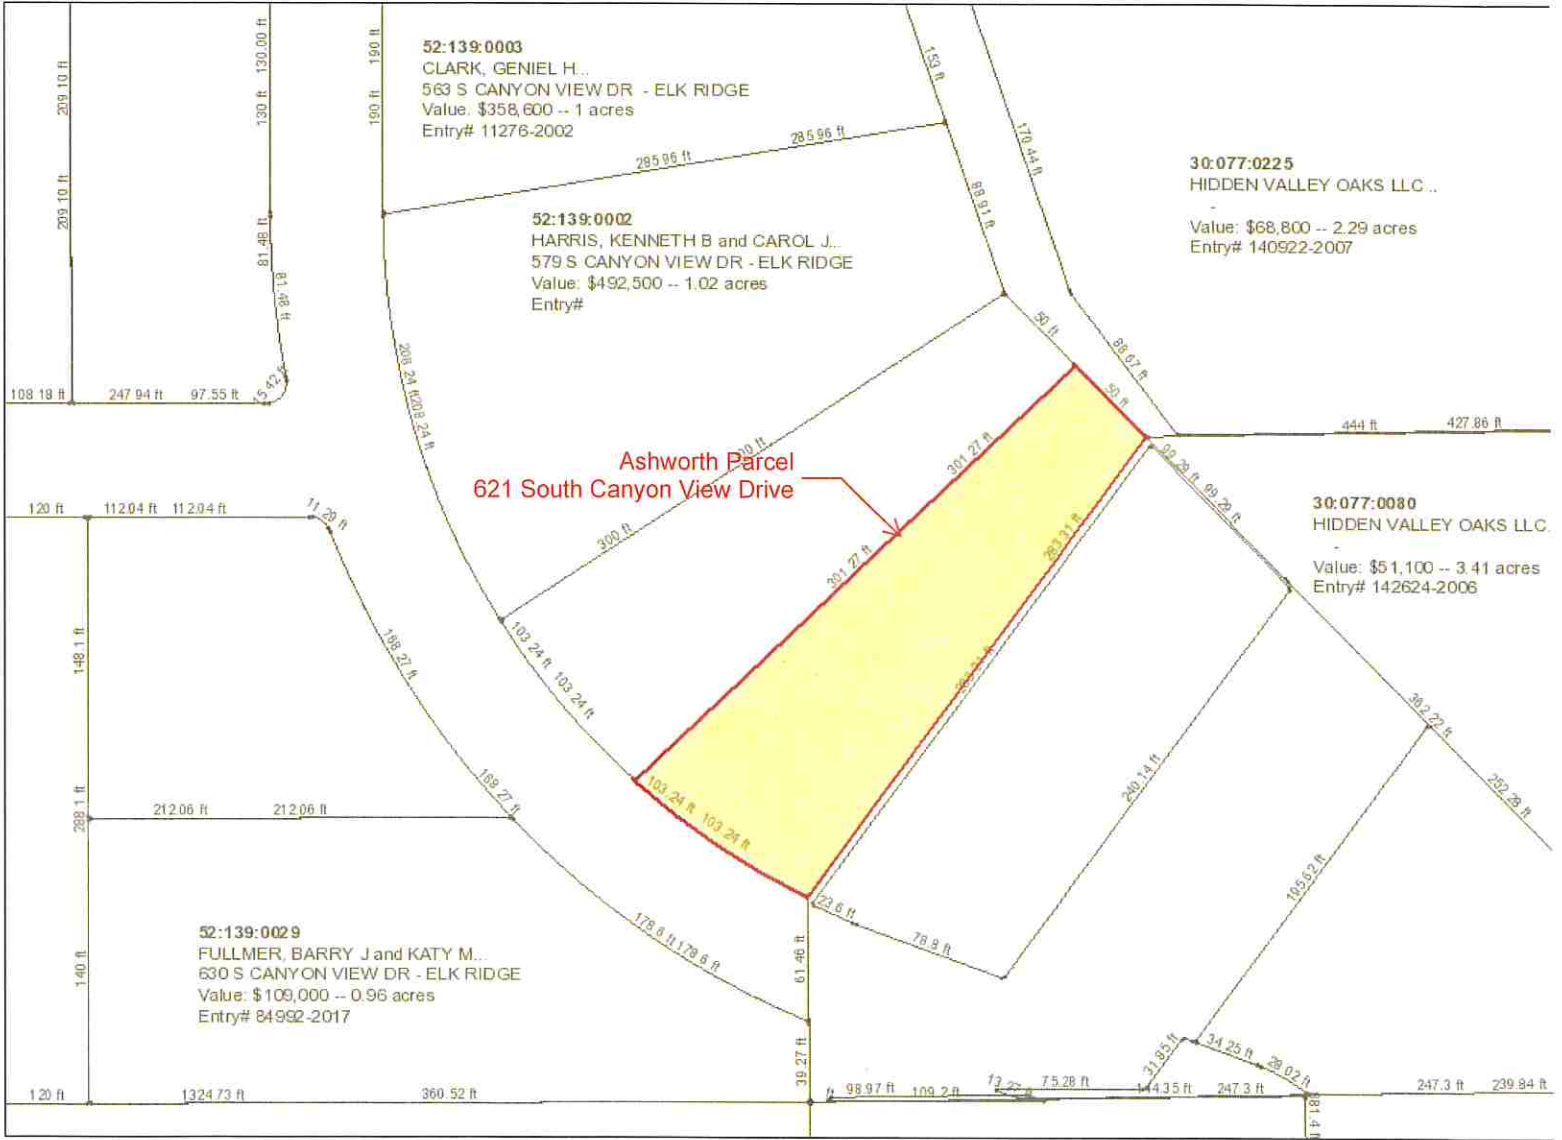 209.10 ft
209.10 ft
130 ft 130.00 ft
81.48 ft
81.48 ft
15.42 ft
190 ft 190 ft
52:139:0003
CLARK, GENIEL H...
563 S CANYON VIEW DR - ELK RIDGE
Value. $358,600 -- 1 acres
Entry# 11276-2002
285.96 ft
285.96 ft
153 ft
88.91 ft
170.44 ft
30:077:0225
HIDDEN VALLEY OAKS LLC ..
-
Value: $68,800 -- 2.29 acres
Entry# 140922-2007
52:139:0002
HARRIS, KENNETH B and CAROL J...
579 S CANYON VIEW DR - ELK RIDGE
Value: $492,500 -- 1.02 acres
Entry#
50 ft
88.67 ft
50 ft
108.18 ft
247.94 ft
97.55 ft
208.24 ft 208.24 ft
444 ft
427.86 ft
Ashworth Parcel
621 South Canyon View Drive
301.27 ft
301.27 ft
300 ft
99.29 ft
99.29 ft
30:077:0080
HIDDEN VALLEY OAKS LLC.
-
Value: $51,100 -- 3.41 acres
Entry# 142624-2006
120 ft
112.04 ft 112.04 ft
11.29 ft
283.31 ft
148.1 ft
168.27 ft
168.27 ft
103.24 ft 103.24 ft
103.24 ft 103.24 ft
362.22 ft
252.28 ft
240.14 ft
195.62 ft
288.1 ft
212.06 ft
212.06 ft
23.6 ft
78.8 ft
178.6 ft 178.6 ft
61.46 ft
52:139:0029
FULLMER, BARRY J and KATY M...
630 S CANYON VIEW DR - ELK RIDGE
Value: $109,000 -- 0.96 acres
Entry# 84992-2017
140 ft
39.27 ft
31.85 ft
34.25 ft
28.02 ft
120 ft
1324.73 ft
360.52 ft
ft
98.97 ft
109.2 ft
13.27 ft
75.28 ft
144.35 ft
247.3 ft
247.3 ft
239.84 ft